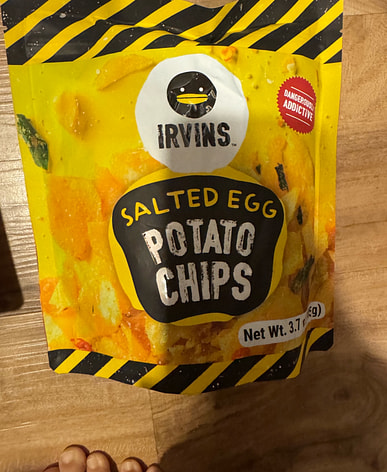 IRVINS
DANGEROUSLY
ADDICTIVE
SALTED EGG
POTATO
CHIPS
Net Wt. 3.7